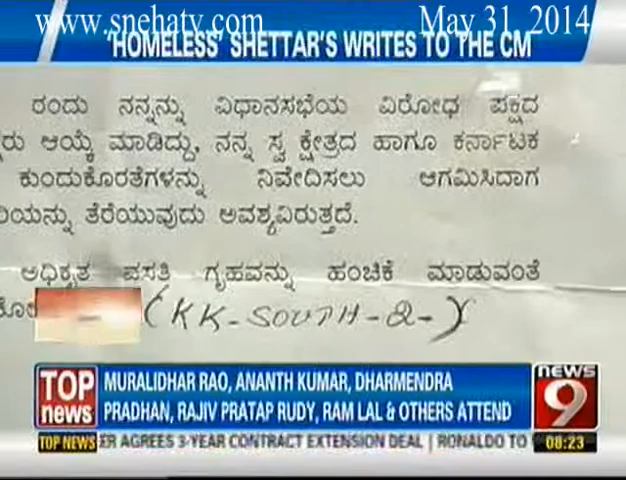 www.snehatv.com May 31, 2014
'HOMELESS' SHETTAR'S WRITES TO THE CM
ರಂದು ನನ್ನನ್ನು ವಿಧಾನಸಭೆಯ ವಿರೋಧ ಪಕ್ಷದ
ರು ಆಯ್ಕೆ ಮಾಡಿದ್ದು, ನನ್ನ ಸ್ವ ಕ್ಷೇತ್ರದ ಹಾಗೂ ಕರ್ನಾಟಕ
ಕುಂದುಕೊರತೆಗಳನ್ನು ನಿವೇದಿಸಲು ಆಗಮಿಸಿದಾಗ
ರಿಯನ್ನು ತೆರೆಯುವುದು ಅವಶ್ಯವಿರುತ್ತದೆ.
ಅಧಿಕೃತ ವಸತಿ ಗೃಹವನ್ನು ಹಂಚಿಕೆ ಮಾಡುವಂತೆ
ಕೋರ (KK-SOUTH-2-)
TOP news
MURALIDHAR RAO, ANANTH KUMAR, DHARMENDRA
PRADHAN, RAJIV PRATAP RUDY, RAM LAL & OTHERS ATTEND
NEWS 9
TOP NEWS ER AGREES 3-YEAR CONTRACT EXTENSION DEAL | RONALDO TO 08:23